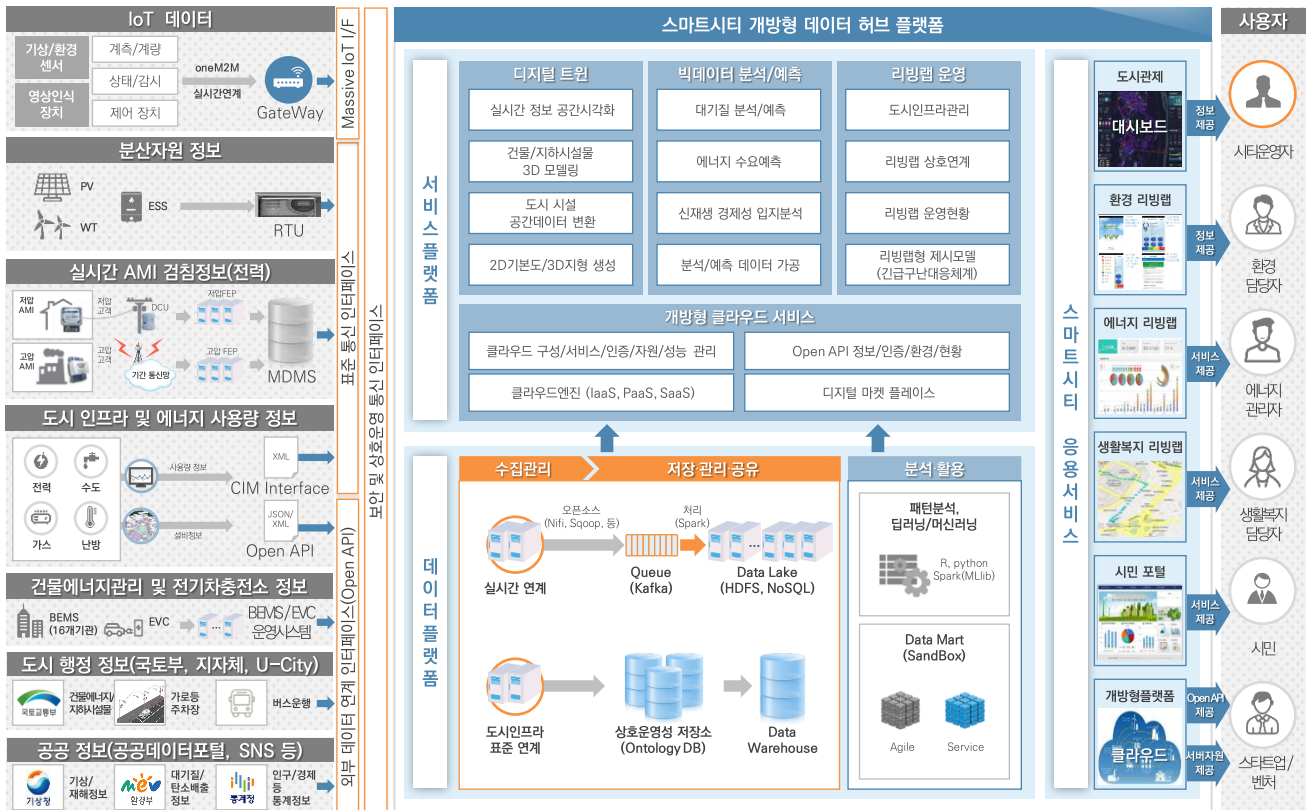 IoT 데이터
기상/환경
센서
영상인식
장치
계측/계량
상태/감시
제어 장치
oneM2M
실시간연계
GateWay
분산자원 정보
PV
WT
ESS
RTU
실시간 AMI 검침정보(전력)
저압
AMI
저압
고객
DCU
저압FEP
고압
AMI
고압
고객
기간 통신망
고압 FEP
MDMS
도시 인프라 및 에너지 사용량 정보
전력
수도
가스
난방
사용량 정보
XML
CIM Interface
설비정보
JSON/
XML
Open API
건물에너지관리 및 전기차충전소 정보
BEMS
(16개기관)
EVC
BEMS/EVC
운영시스템
도시 행정 정보(국토부, 지자체, U-City)
국토교통부
건물에너지/
지하시설물
가로등
주차장
버스운행
공공 정보(공공데이터포털, SNS 등)
기상청
기상/
재해정보
환경부
대기질/
탄소배출
정보
통계청
인구/경제
등
통계정보
Massive IoT I/F
표준 통신 인터페이스
외부 데이터 연계 인터페이스(Open API)
보안 및 상호운영 통신 인터페이스
스마트시티 개방형 데이터 허브 플랫폼
서비스플랫폼
디지털 트윈
실시간 정보 공간시각화
건물/지하시설물
3D 모델링
도시 시설
공간데이터 변환
2D기본도/3D지형 생성
빅데이터 분석/예측
대기질 분석/예측
에너지 수요예측
신재생 경제성 입지분석
분석/예측 데이터 가공
리빙랩 운영
도시인프라관리
리빙랩 상호연계
리빙랩 운영현황
리빙랩형 제시모델
(긴급구난대응체계)
개방형 클라우드 서비스
클라우드 구성/서비스/인증/자원/성능 관리
Open API 정보/인증/환경/현황
클라우드엔진 (IaaS, PaaS, SaaS)
디지털 마켓 플레이스
데이터플랫폼
수집관리
저장·관리·공유
오픈소스
(Nifi, Sqoop, 등)
처리
(Spark)
실시간 연계
Queue
(Kafka)
Data Lake
(HDFS, NoSQL)
도시인프라
표준 연계
상호운영성 저장소
(Ontology DB)
Data
Warehouse
분석·활용
패턴분석,
딥러닝/머신러닝
R, python
Spark(MLlib)
Data Mart
(SandBox)
Agile
Service
스마트시티 응용서비스
도시관제
대시보드
환경 리빙랩
에너지 리빙랩
생활복지 리빙랩
시민 포털
개방형플랫폼
클라우드
정보
제공
정보
제공
서비스
제공
서비스
제공
서비스
제공
Open API
제공
서버자원
제공
사용자
시티운영자
환경
담당자
에너지
관리자
생활복지
담당자
시민
스타트업/
벤처